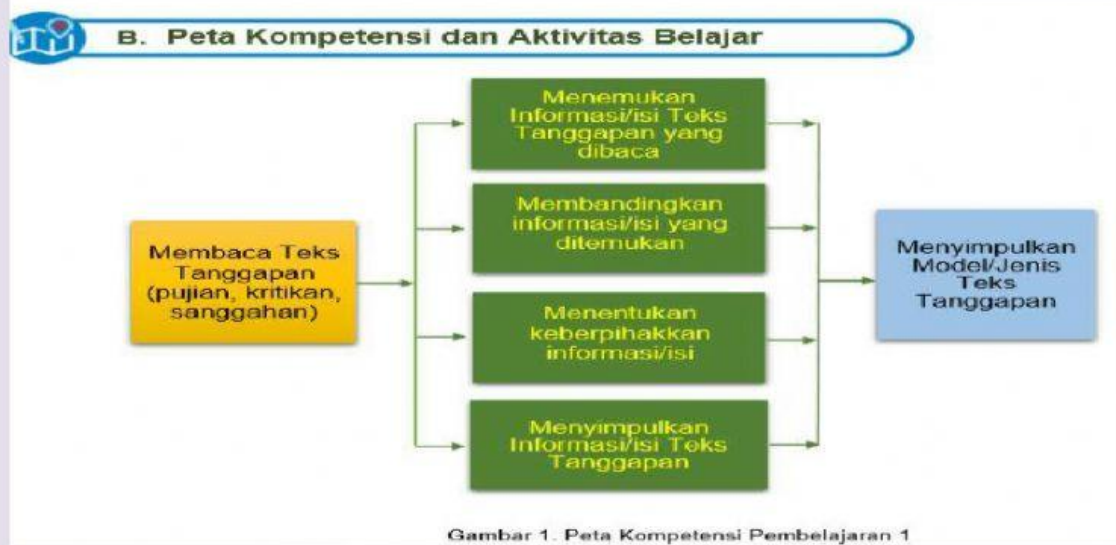 B. Peta Kompetensi dan Aktivitas Belajar
Menemukan
Informasi/isi Teks
Tanggapan yang
dibaca
Membandingkan
informasi/isi yang
ditemukan
Membaca Teks
Tanggapan
(pujian, kritikan,
sanggahan)
Menentukan
keberpihakkan
informasi/isi
Menyimpulkan
Informasi/isi Teks
Tanggapan
Menyimpulkan
Model/Jenis
Teks
Tanggapan
Gambar 1. Peta Kompetensi Pembelajaran 1